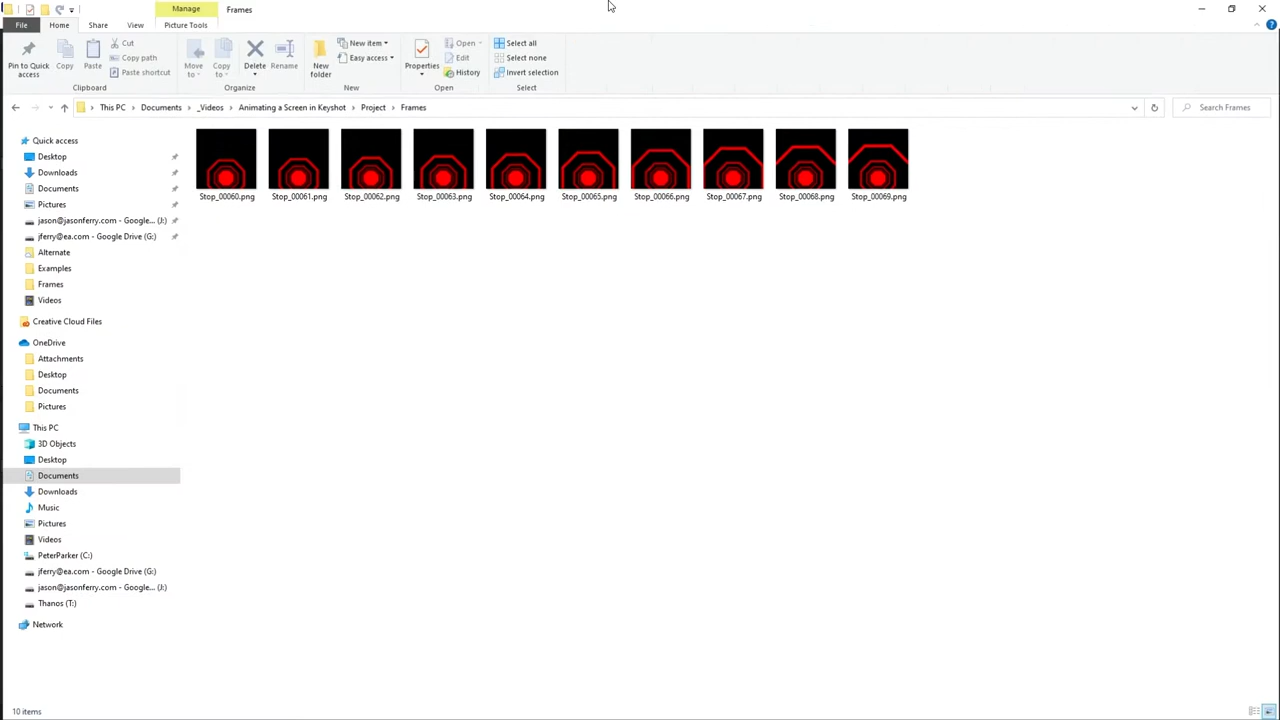 Manage
Frames
File
Home
Share
View
Picture Tools
Pin to Quick access
Copy
Paste
Cut
Copy path
Paste shortcut
Clipboard
Move to
Copy to
Delete
Rename
Organize
New folder
New item
Easy access
New
Properties
Open
Edit
History
Open
Select all
Select none
Invert selection
Select
This PC > Documents > _Videos > Animating a Screen in Keyshot > Project > Frames
Search Frames
Quick access
Desktop
Downloads
Documents
Pictures
jason@jasonferry.com - Google... (J:)
jferry@ea.com - Google Drive (G:)
Alternate
Examples
Frames
Videos
Creative Cloud Files
OneDrive
Attachments
Desktop
Documents
Pictures
This PC
3D Objects
Desktop
Documents
Downloads
Music
Pictures
Videos
PeterParker (C:)
jferry@ea.com - Google Drive (G:)
jason@jasonferry.com - Google... (J:)
Thanos (T:)
Network
Stop_00060.png
Stop_00061.png
Stop_00062.png
Stop_00063.png
Stop_00064.png
Stop_00065.png
Stop_00066.png
Stop_00067.png
Stop_00068.png
Stop_00069.png
10 items